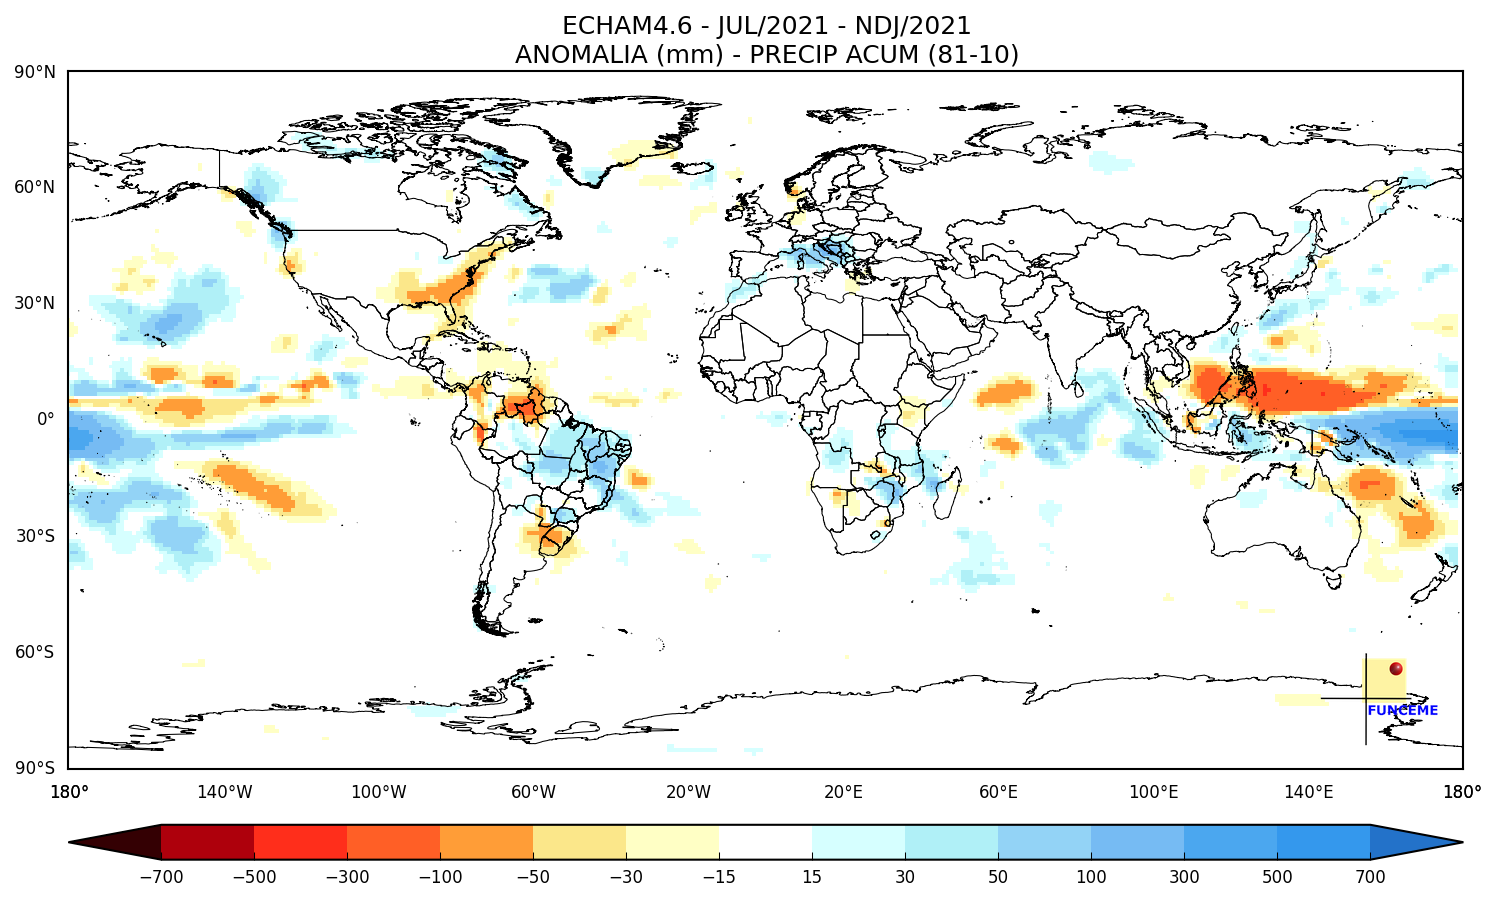 ECHAM4.6 - JUL/2021 - NDJ/2021
ANOMALIA (mm) - PRECIP ACUM (81-10)
90°N
60°N
30°N
0°
30°S
60°S
90°S
FUNCEME
180° 140°W 100°W 60°W 20°W 20°E 60°E 100°E 140°E 180°
−700 −500 −300 −100 −50 −30 −15 15 30 50 100 300 500 700